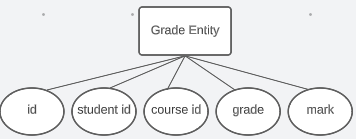 Grade Entity
id
student id
course id
grade
mark